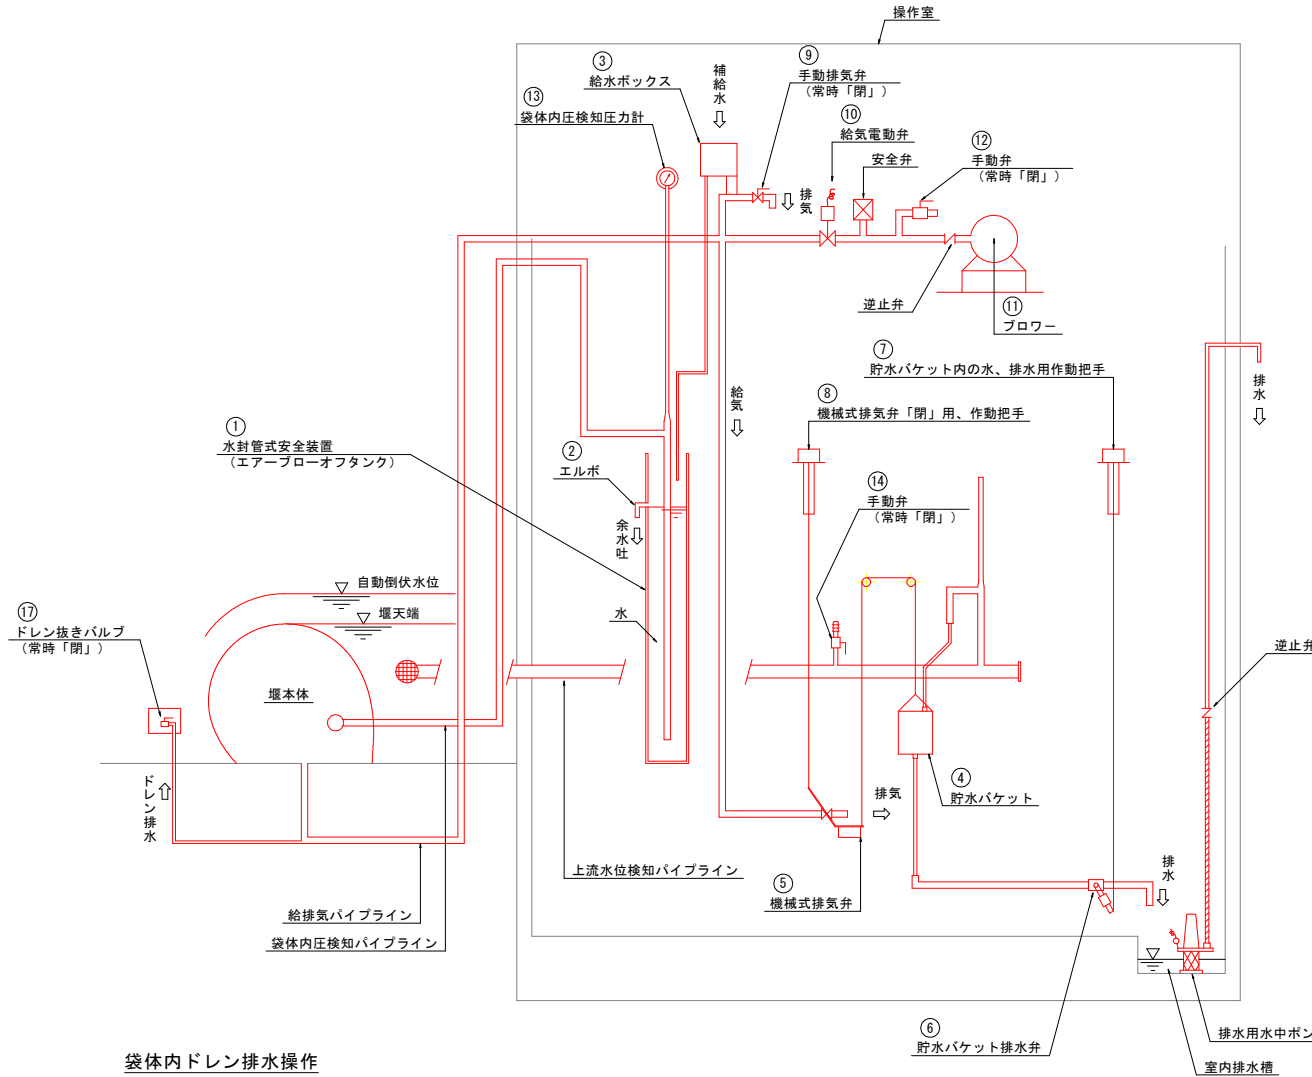 操作室
③
給水ボックス
補給水
⑨
手動排気弁
（常時「閉」）
⑬
袋体内圧検知圧力計
⑩
給気電動弁
安全弁
⑫
手動弁
（常時「閉」）
排気
逆止弁
⑪
ブロワー
⑦
貯水バケット内の水、排水用作動把手
排水
給気
⑧
機械式排気弁「閉」用、作動把手
①
水封管式安全装置
（エアーブローオフタンク）
②
エルボ
余水吐
⑭
手動弁
（常時「閉」）
自動倒伏水位
堰天端
⑰
ドレン抜きバルブ
（常時「閉」）
水
逆止弁
堰本体
ドレン排水
④
貯水バケット
排気
上流水位検知パイプライン
⑤
機械式排気弁
排水
給排気パイプライン
袋体内圧検知パイプライン
⑥
貯水バケット排水弁
排水用水中ポン
室内排水槽
袋体内ドレン排水操作